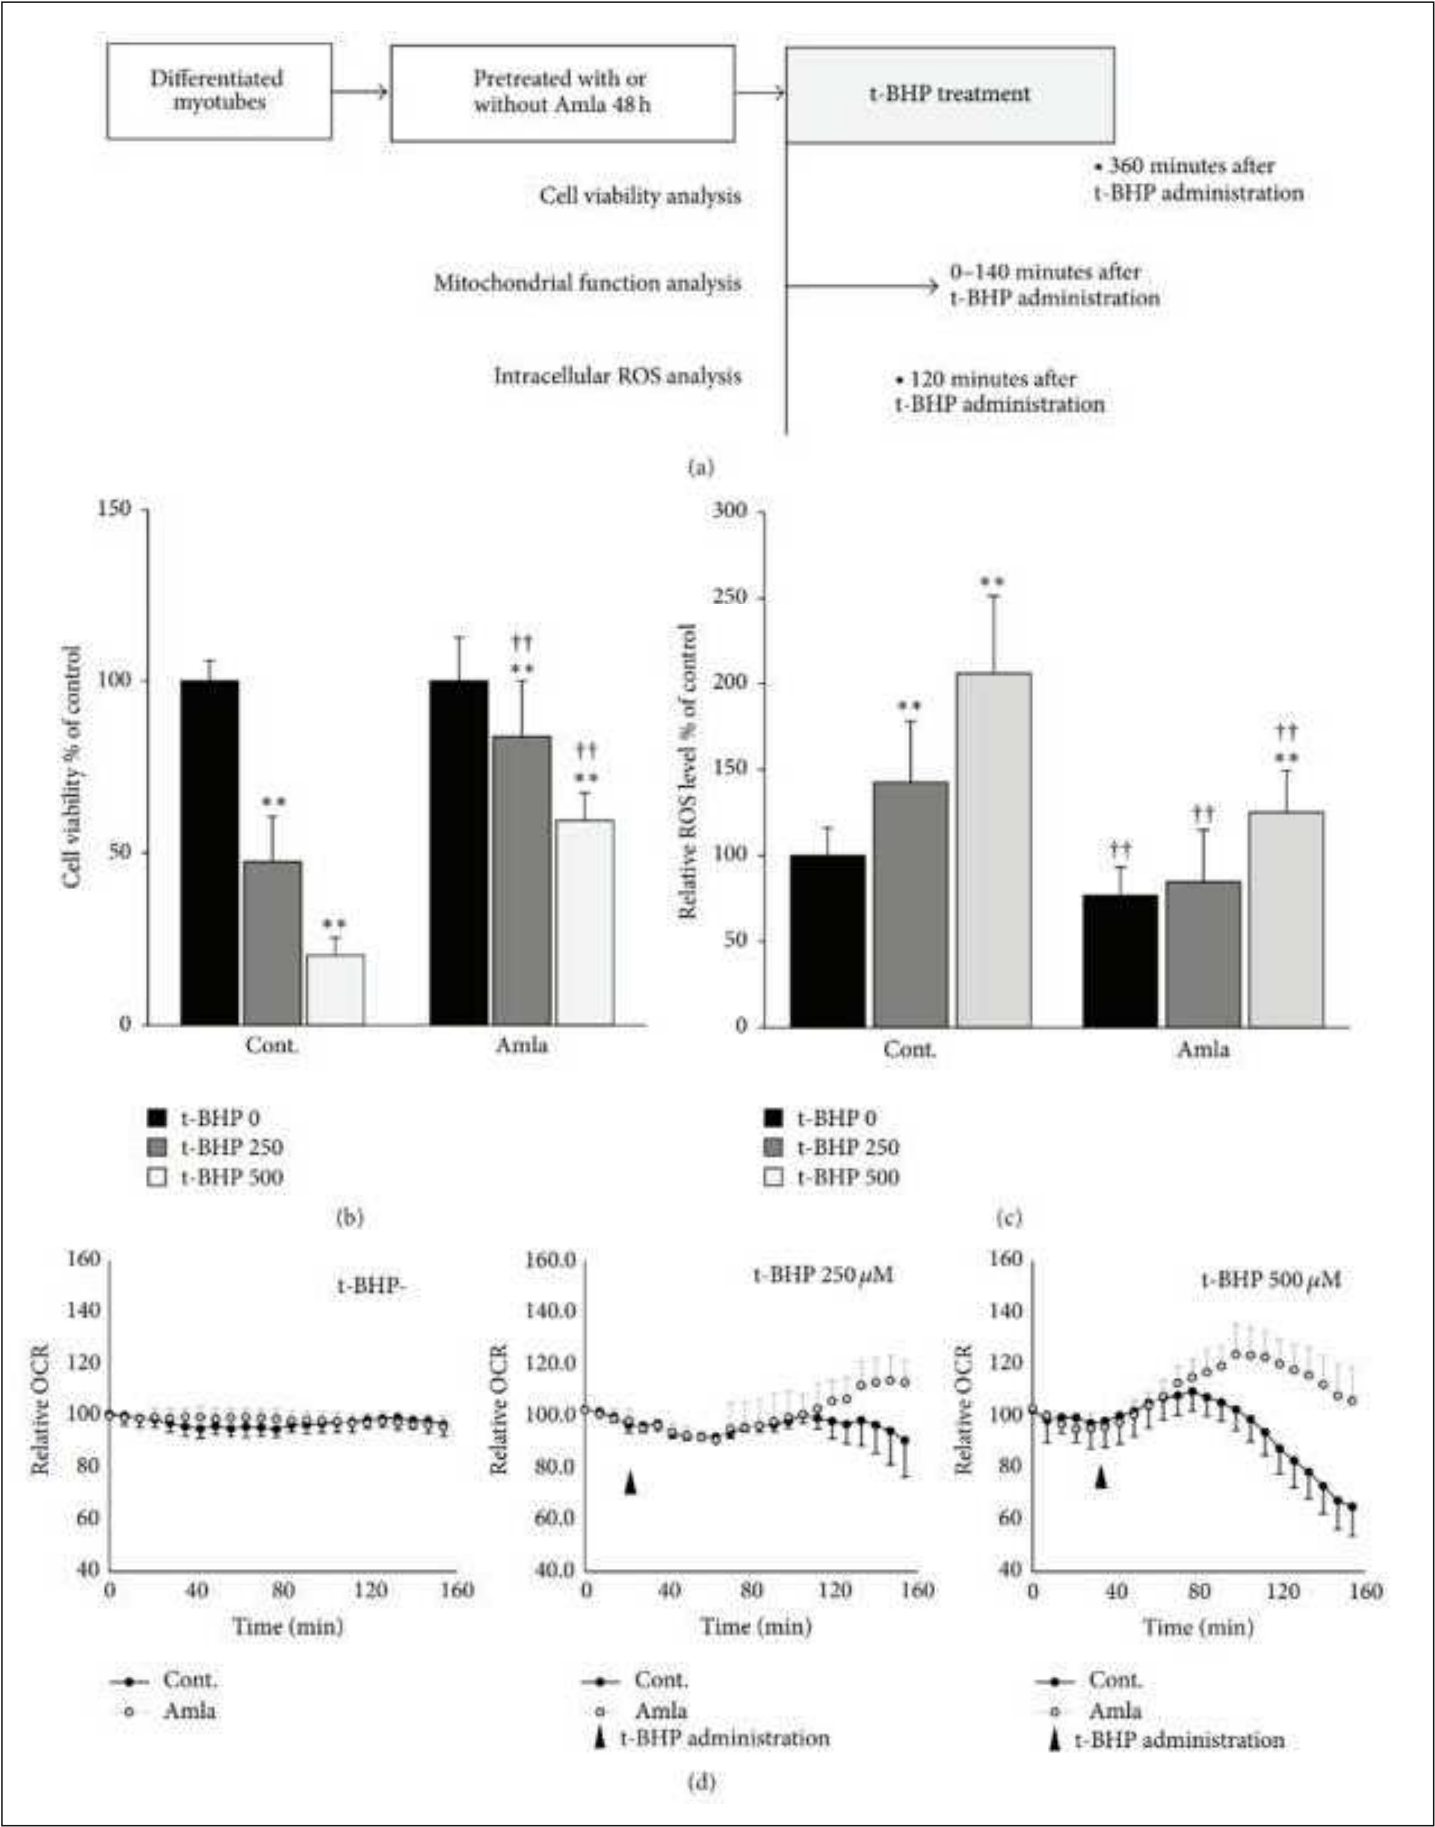 Differentiated
myotubes
Pretreated with or
without Amla 48 h
t-BHP treatment
Cell viability analysis
• 360 minutes after
t-BHP administration
Mitochondrial function analysis
0–140 minutes after
t-BHP administration
Intracellular ROS analysis
• 120 minutes after
t-BHP administration
(a)
Cell viability % of control
150
100
50
0
**
**
††
**
††
**
Cont.
Amla
t-BHP 0
t-BHP 250
t-BHP 500
(b)
Relative ROS level % of control
300
250
200
150
100
50
0
**
**
††
††
††
**
Cont.
Amla
t-BHP 0
t-BHP 250
t-BHP 500
(c)
t-BHP-
Relative OCR
160
140
120
100
80
60
40
0 40 80 120 160
Time (min)
Cont.
Amla
t-BHP 250 μM
Relative OCR
160.0
140.0
120.0
100.0
80.0
60.0
40.0
0 40 80 120 160
Time (min)
Cont.
Amla
t-BHP administration
t-BHP 500 μM
Relative OCR
160
140
120
100
80
60
40
0 40 80 120 160
Time (min)
Cont.
Amla
t-BHP administration
(d)